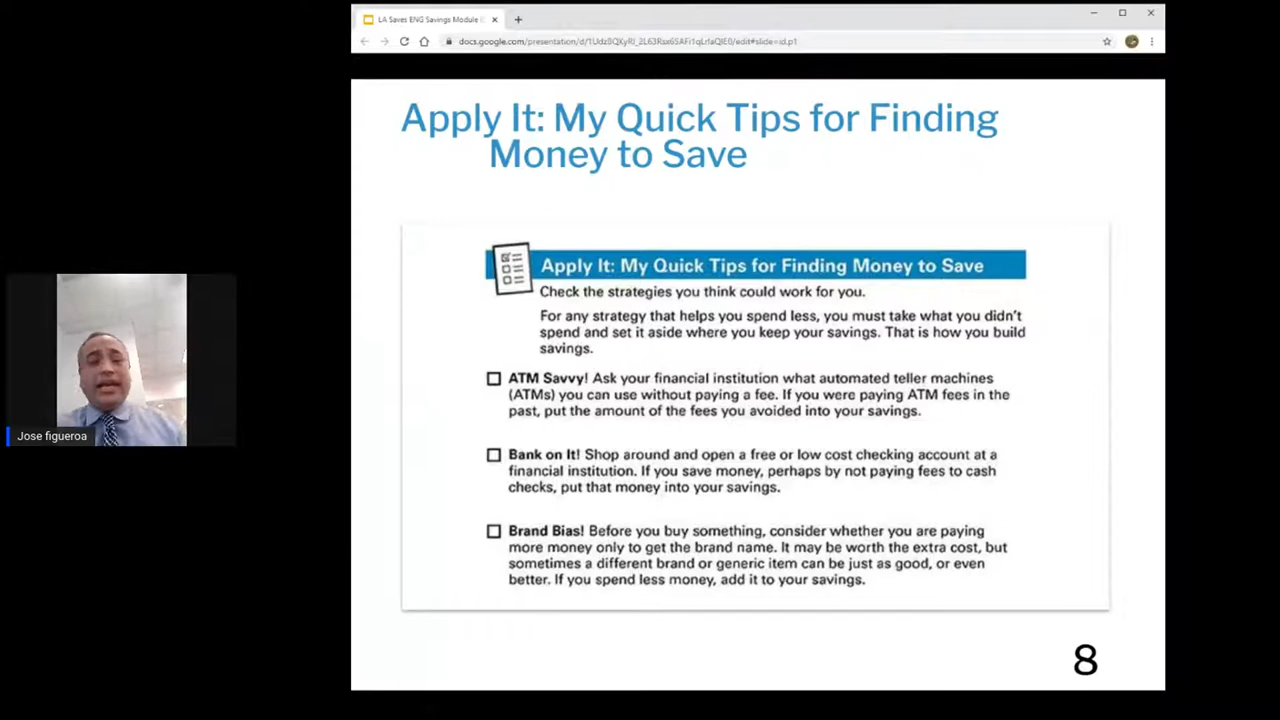 LA Saves ENG Savings Module
Apply It: My Quick Tips for Finding
Money to Save
Apply It: My Quick Tips for Finding Money to Save
Check the strategies you think could work for you.
For any strategy that helps you spend less, you must take what you didn't
spend and set it aside where you keep your savings. That is how you build
savings.
ATM Savvy! Ask your financial institution what automated teller machines
(ATMs) you can use without paying a fee. If you were paying ATM fees in the
past, put the amount of the fees you avoided into your savings.
Jose figueroa
Bank on It! Shop around and open a free or low cost checking account at a
financial institution. If you save money, perhaps by not paying fees to cash
checks, put that money into your savings.
Brand Bias! Before you buy something, consider whether you are paying
more money only to get the brand name. It may be worth the extra cost, but
sometimes a different brand or generic item can be just as good, or even
better. If you spend less money, add it to your savings.
8